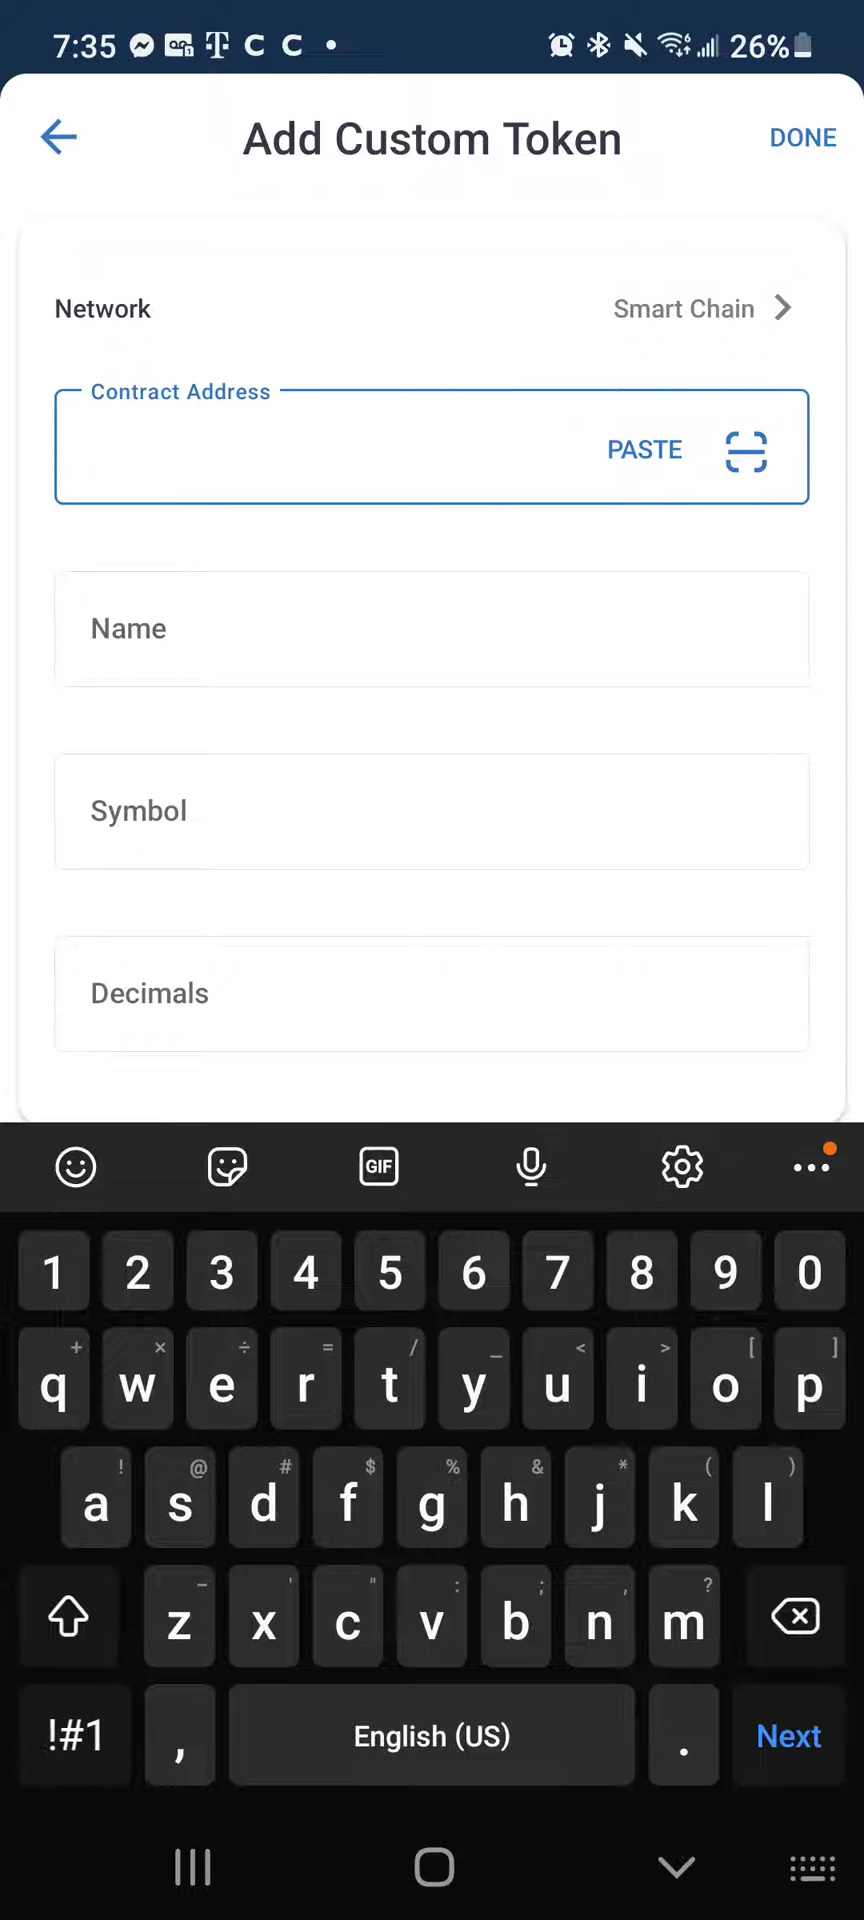 7:35 26%
Add Custom Token DONE
Network Smart Chain
Contract Address
PASTE
Name
Symbol
Decimals
GIF
1 2 3 4 5 6 7 8 9 0
+ × ÷ = / _ < > [ ]
q w e r t y u i o p
! @ # $ % & * ( )
a s d f g h j k l
- ' " : ; , ?
z x c v b n m
!#1 , English (US) . Next